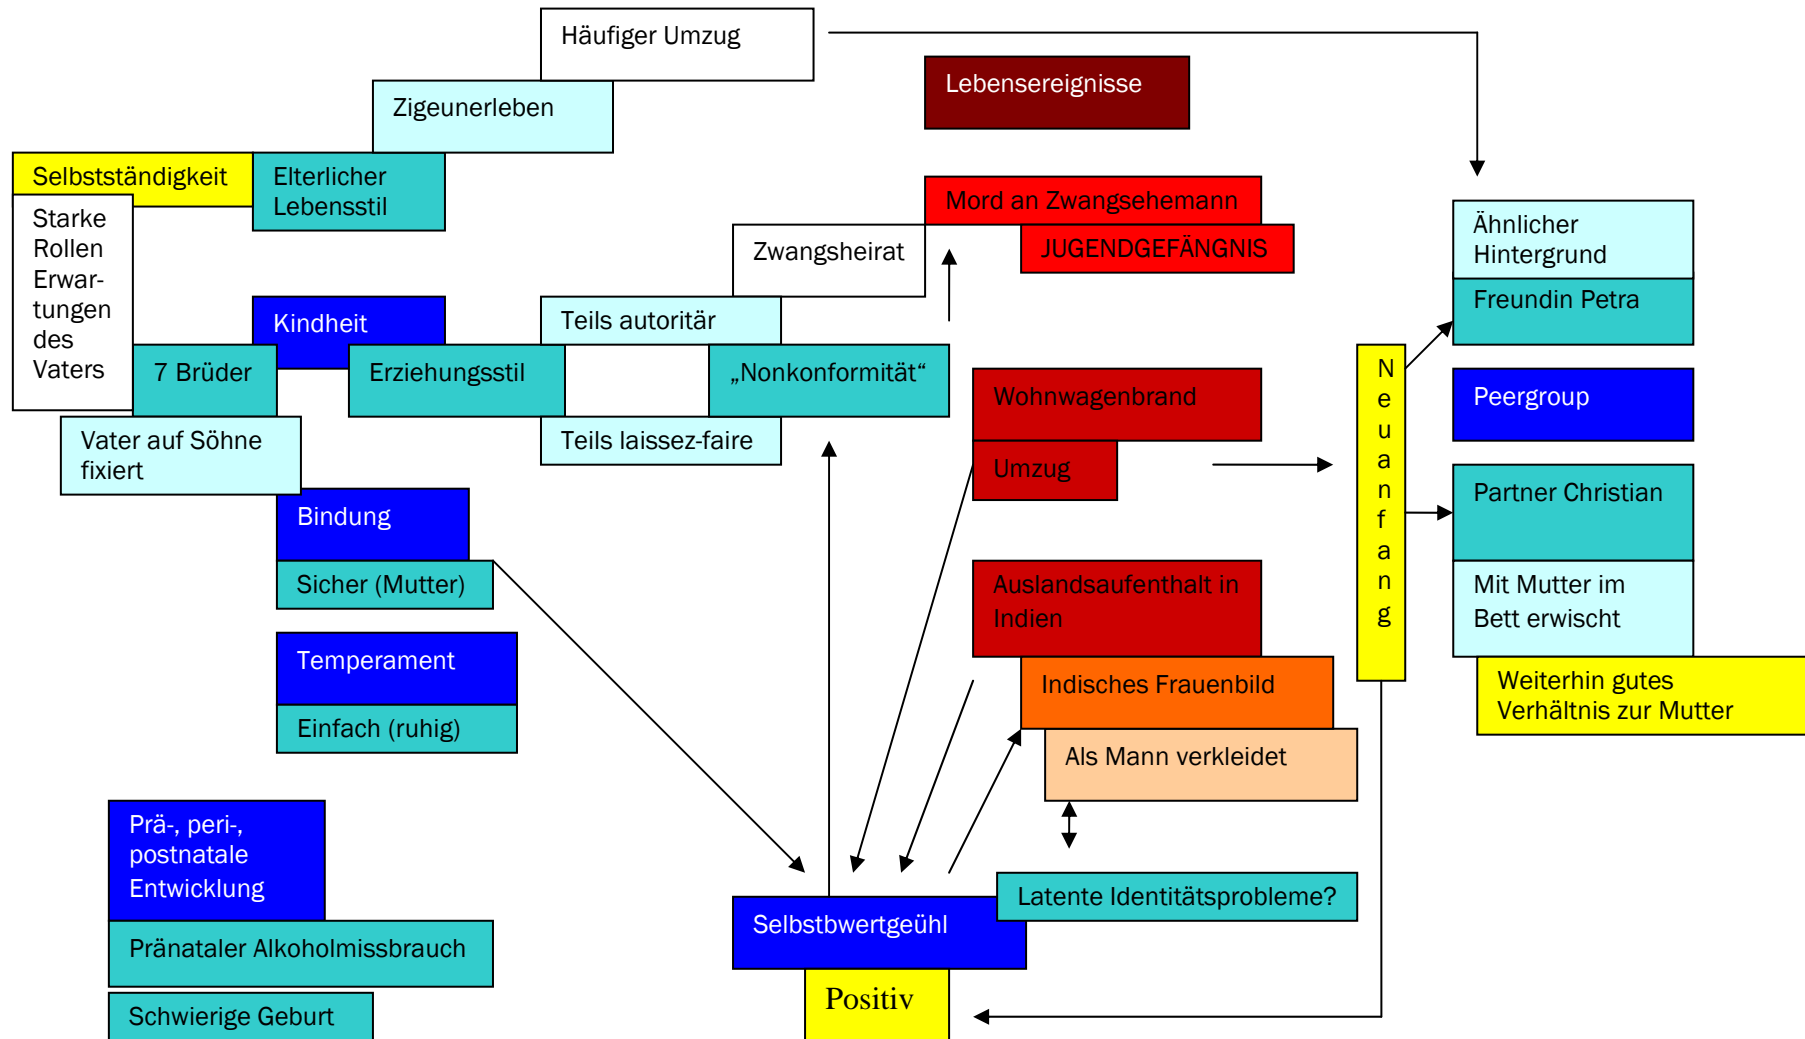 Häufiger Umzug
Lebensereignisse
Zigeunerleben
Selbstständigkeit
Elterlicher
Lebensstil
Starke
Rollen
Erwar-
tungen
des
Vaters
Mord an Zwangsehemann
JUGENDGEFÄNGNIS
Zwangsheirat
Ähnlicher
Hintergrund
Freundin Petra
Kindheit
Teils autoritär
7 Brüder
Erziehungsstil
„Nonkonformität“
Teils laissez-faire
Vater auf Söhne
fixiert
Wohnwagenbrand
Umzug
N
e
u
a
n
f
a
n
g
Peergroup
Partner Christian
Mit Mutter im
Bett erwischt
Weiterhin gutes
Verhältnis zur Mutter
Bindung
Sicher (Mutter)
Auslandsaufenthalt in
Indien
Indisches Frauenbild
Als Mann verkleidet
Temperament
Einfach (ruhig)
Prä-, peri-,
postnatale
Entwicklung
Pränataler Alkoholmissbrauch
Schwierige Geburt
Latente Identitätsprobleme?
Selbstbwertgeühl
Positiv